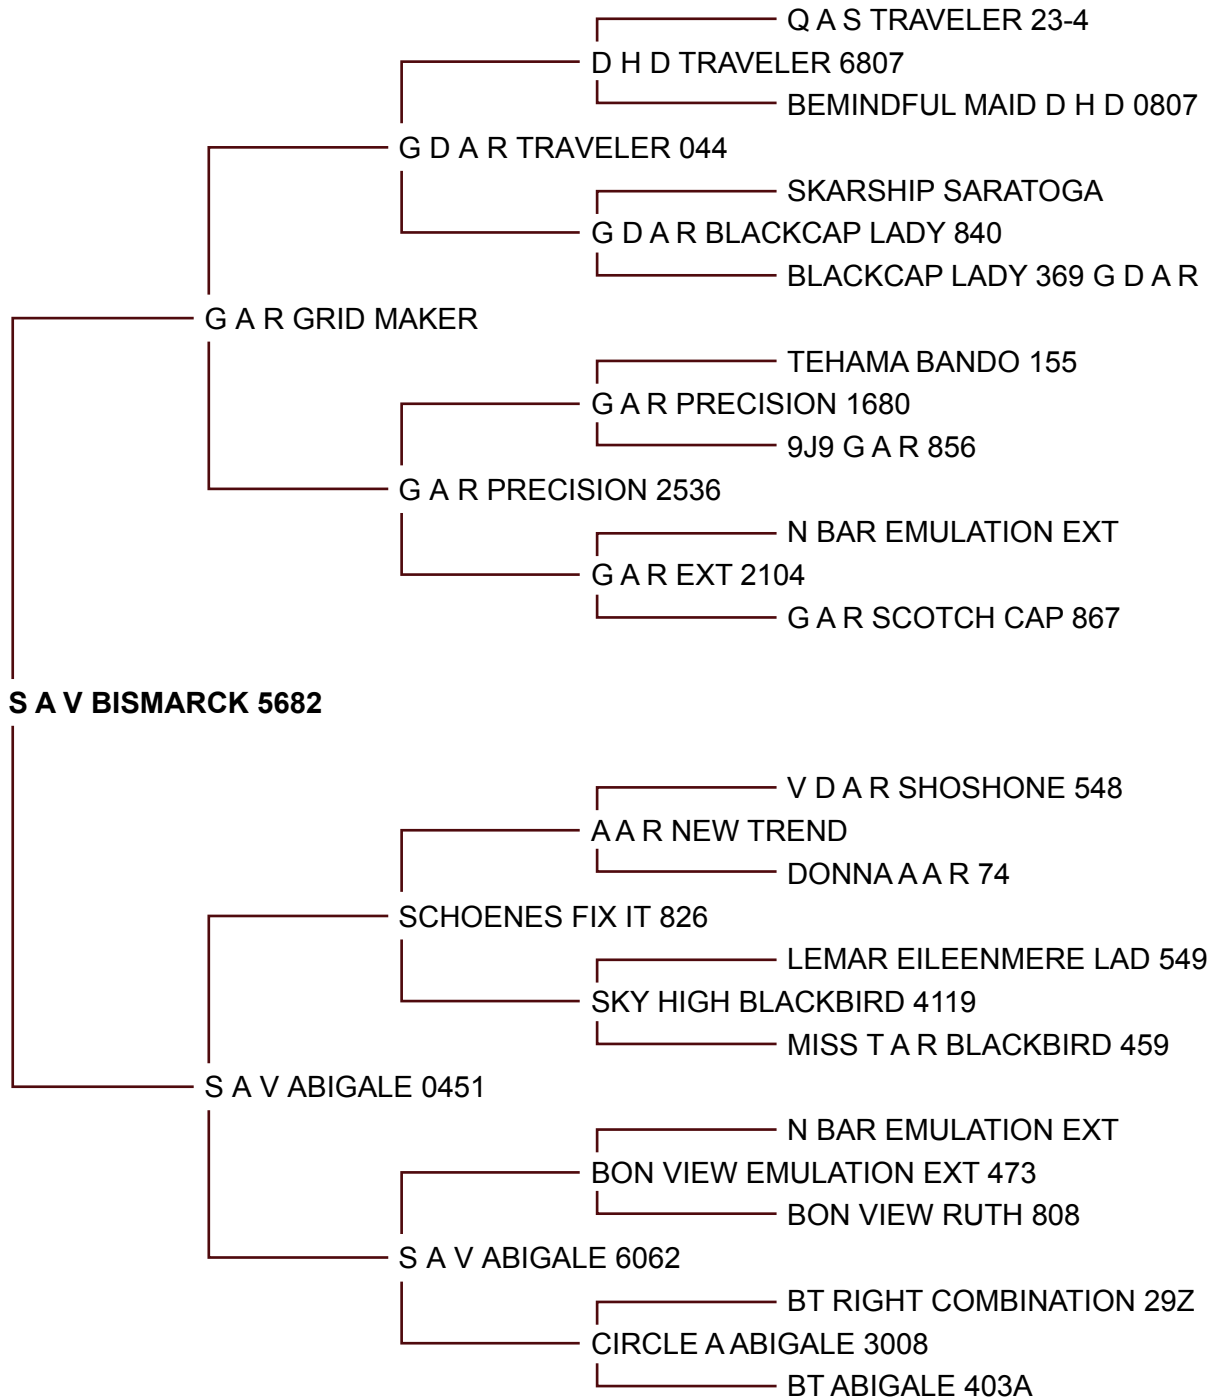 Q A S TRAVELER 23-4
D H D TRAVELER 6807
BEMINDFUL MAID D H D 0807
G D A R TRAVELER 044
SKARSHIP SARATOGA
G D A R BLACKCAP LADY 840
BLACKCAP LADY 369 G D A R
G A R GRID MAKER
TEHAMA BANDO 155
G A R PRECISION 1680
9J9 G A R 856
G A R PRECISION 2536
N BAR EMULATION EXT
G A R EXT 2104
G A R SCOTCH CAP 867
S A V BISMARCK 5682
V D A R SHOSHONE 548
A A R NEW TREND
DONNA A A R 74
SCHOENES FIX IT 826
LEMAR EILEENMERE LAD 549
SKY HIGH BLACKBIRD 4119
MISS T A R BLACKBIRD 459
S A V ABIGALE 0451
N BAR EMULATION EXT
BON VIEW EMULATION EXT 473
BON VIEW RUTH 808
S A V ABIGALE 6062
BT RIGHT COMBINATION 29Z
CIRCLE A ABIGALE 3008
BT ABIGALE 403A